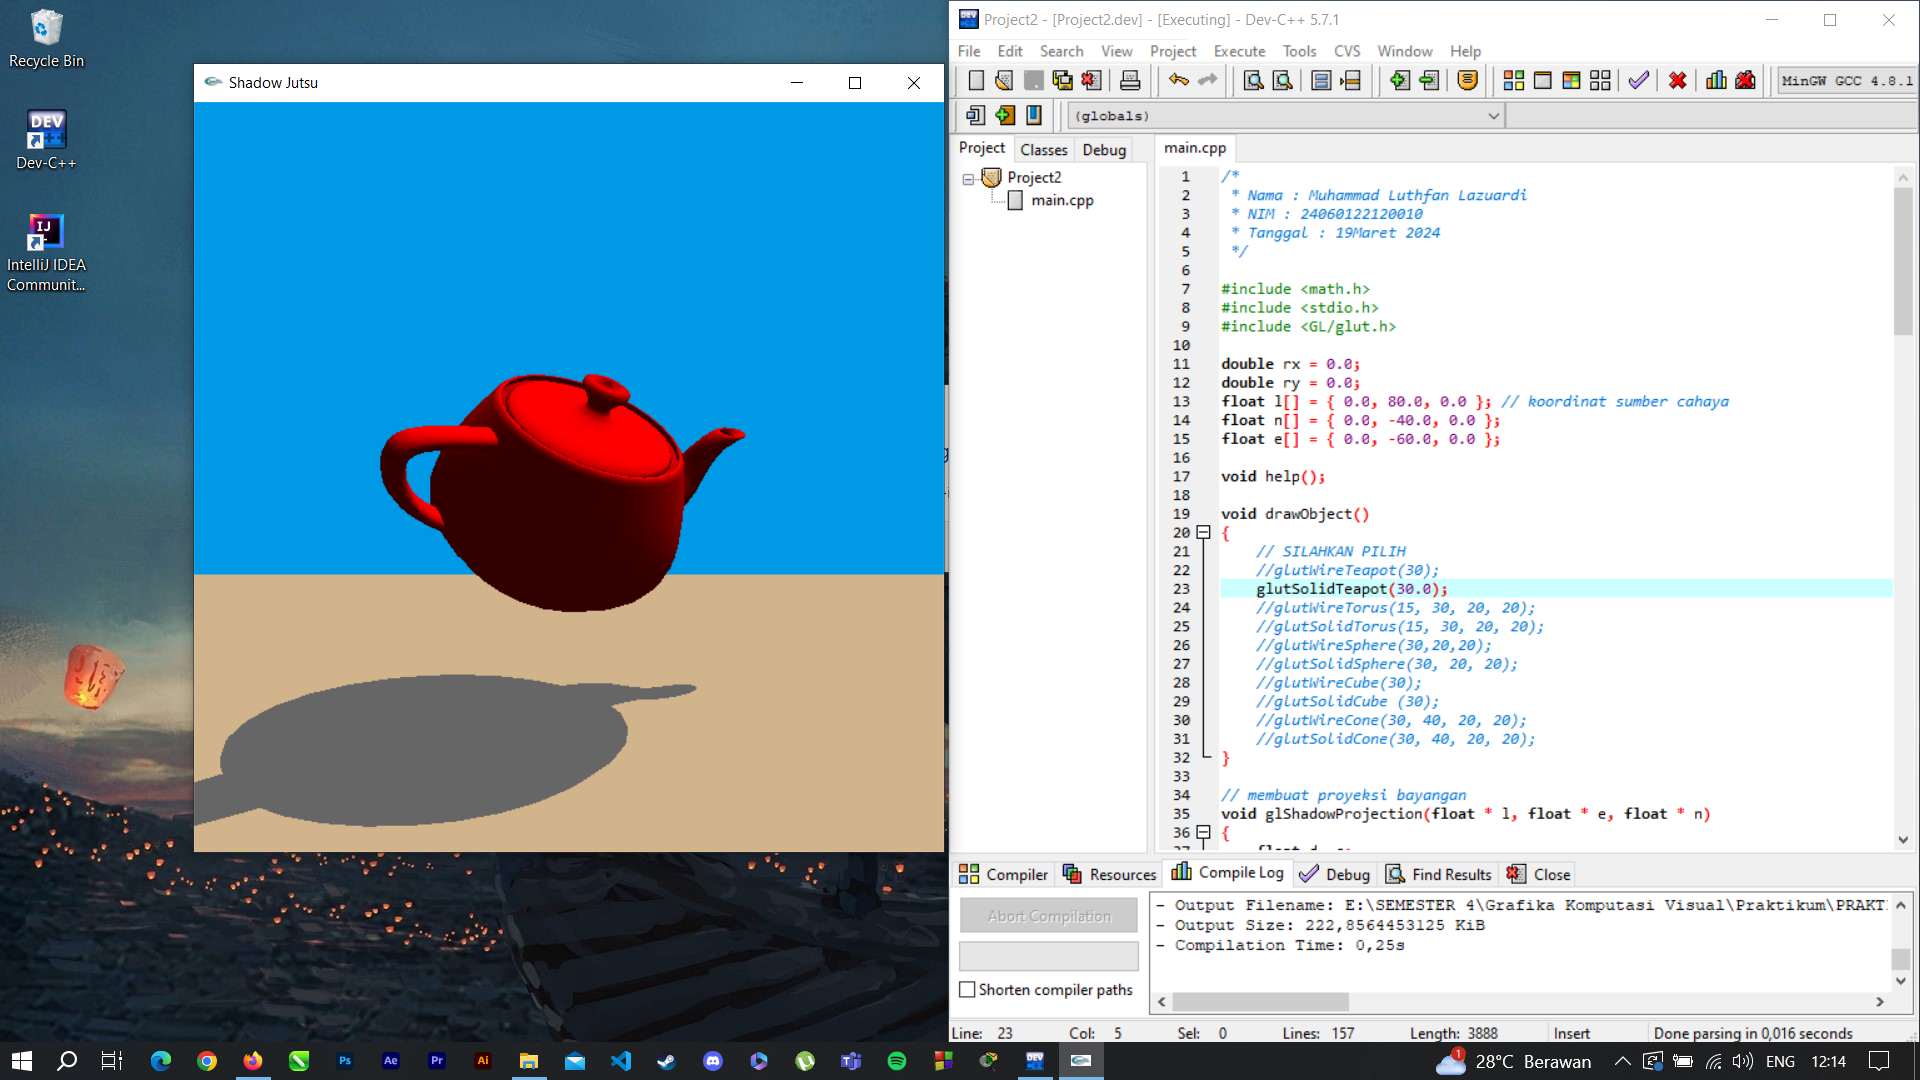 Recycle Bin
Dev-C++
IntelliJ IDEA
Communit...
Shadow Jutsu
Project2 - [Project2.dev] - [Executing] - Dev-C++ 5.7.1
File Edit Search View Project Execute Tools CVS Window Help
MinGW GCC 4.8.1
(globals)
Project Classes Debug
Project2
main.cpp
main.cpp
1 /*
2 * Nama : Muhammad Luthfan Lazuardi
3 * NIM : 24060122120010
4 * Tanggal : 19Maret 2024
5 */
6
7 #include <math.h>
8 #include <stdio.h>
9 #include <GL/glut.h>
10
11 double rx = 0.0;
12 double ry = 0.0;
13 float l[] = { 0.0, 80.0, 0.0 }; // koordinat sumber cahaya
14 float n[] = { 0.0, -40.0, 0.0 };
15 float e[] = { 0.0, -60.0, 0.0 };
16
17 void help();
18
19 void drawObject()
20 {
21 // SILAHKAN PILIH
22 //glutWireTeapot(30);
23 glutSolidTeapot(30.0);
24 //glutWireTorus(15, 30, 20, 20);
25 //glutSolidTorus(15, 30, 20, 20);
26 //glutWireSphere(30,20,20);
27 //glutSolidSphere(30, 20, 20);
28 //glutWireCube(30);
29 //glutSolidCube (30);
30 //glutWireCone(30, 40, 20, 20);
31 //glutSolidCone(30, 40, 20, 20);
32 }
33
34 // membuat proyeksi bayangan
35 void glShadowProjection(float * l, float * e, float * n)
36 {
Compiler Resources Compile Log Debug Find Results Close
Abort Compilation
Shorten compiler paths
- Output Filename: E:\SEMESTER 4\Grafika Komputasi Visual\Praktikum\PRAKT
- Output Size: 222,8564453125 KiB
- Compilation Time: 0,25s
Line: 23 Col: 5 Sel: 0 Lines: 157 Length: 3888 Insert Done parsing in 0,016 seconds
Ps Ae Pr Ai DEV 1 28°C Berawan ENG 12:14